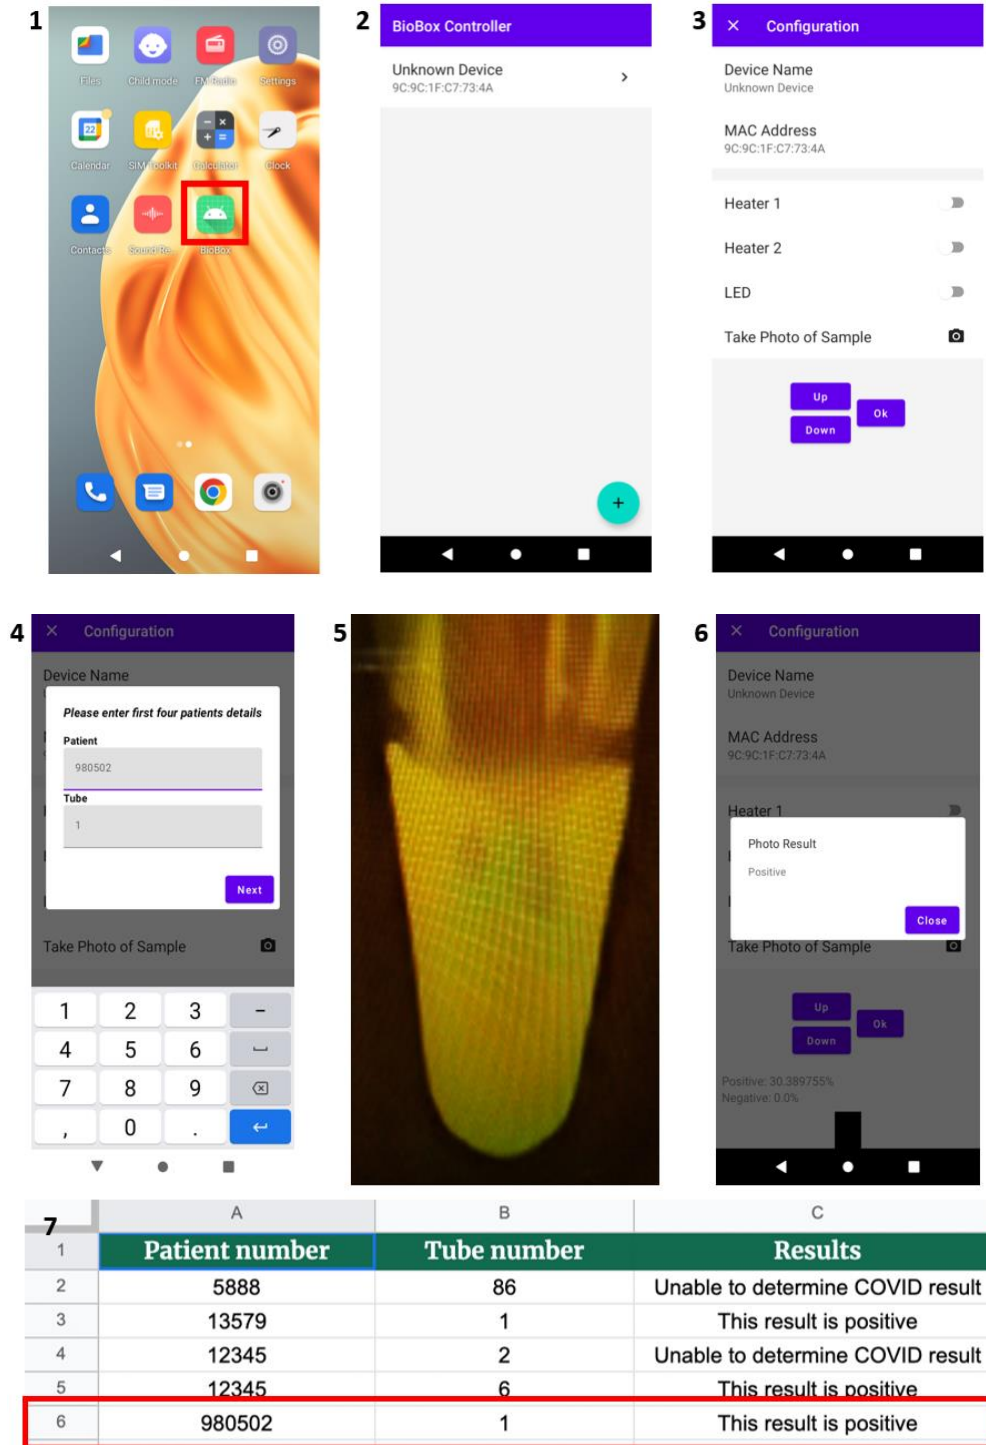 1
Files Child mode FM Radio Settings
22
Calendar SIM Toolkit Calculator Clock
Contacts Sound Re... BioBox
2
BioBox Controller
Unknown Device
9C:9C:1F:C7:73:4A
+
3
× Configuration
Device Name
Unknown Device
MAC Address
9C:9C:1F:C7:73:4A
Heater 1
Heater 2
LED
Take Photo of Sample
Up
Ok
Down
4
× Configuration
Device Name
Please enter first four patients details
Patient
980502
Tube
1
Next
Take Photo of Sample
1 2 3 −
4 5 6
7 8 9
, 0 .
5
6
× Configuration
Device Name
Unknown Device
MAC Address
9C:9C:1F:C7:73:4A
Heater 1
Photo Result
Positive
Close
Take Photo of Sample
Up
Ok
Down
Positive: 30.389755%
Negative: 0.0%
7
A B C
1 Patient number Tube number Results
2 5888 86 Unable to determine COVID result
3 13579 1 This result is positive
4 12345 2 Unable to determine COVID result
5 12345 6 This result is positive
6 980502 1 This result is positive